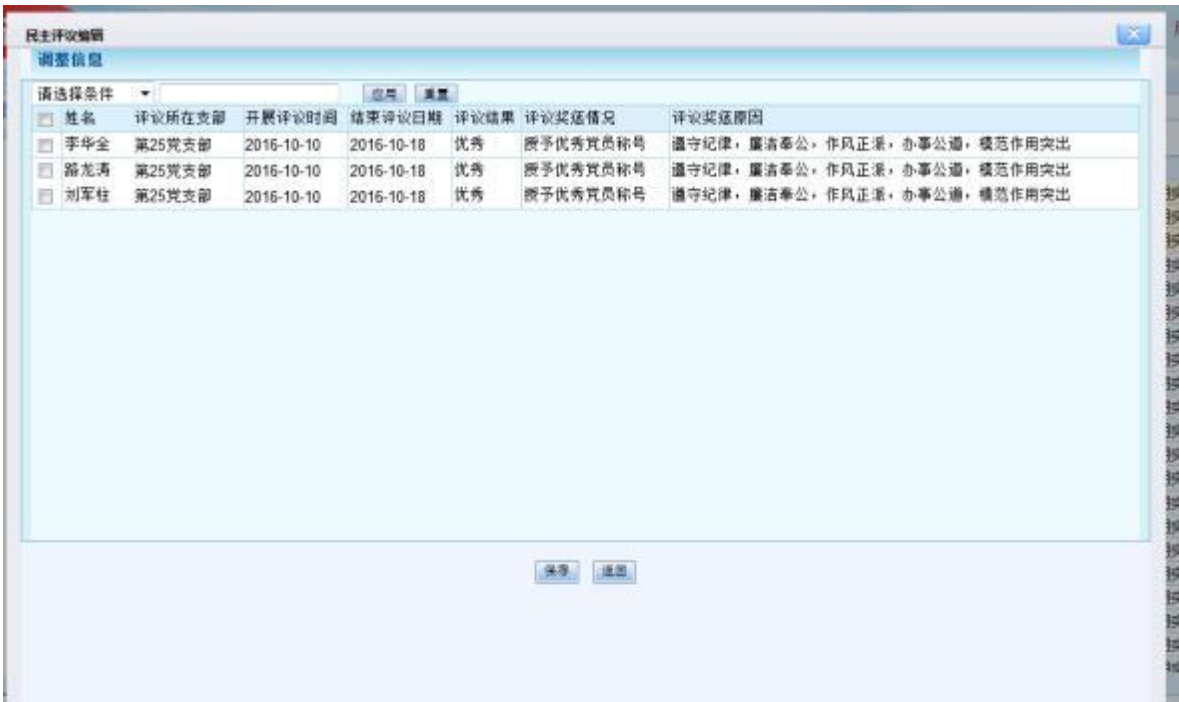 民主评议编辑
调整信息
请选择条件 应用 重置
姓名 评议所在支部 开展评议时间 结束评议日期 评议结果 评议奖惩情况 评议奖惩原因
李华全 第25党支部 2016-10-10 2016-10-18 优秀 授予优秀党员称号 遵守纪律，廉洁奉公，作风正派，办事公道，模范作用突出
路龙涛 第25党支部 2016-10-10 2016-10-18 优秀 授予优秀党员称号 遵守纪律，廉洁奉公，作风正派，办事公道，模范作用突出
刘军柱 第25党支部 2016-10-10 2016-10-18 优秀 授予优秀党员称号 遵守纪律，廉洁奉公，作风正派，办事公道，模范作用突出
保存 返回